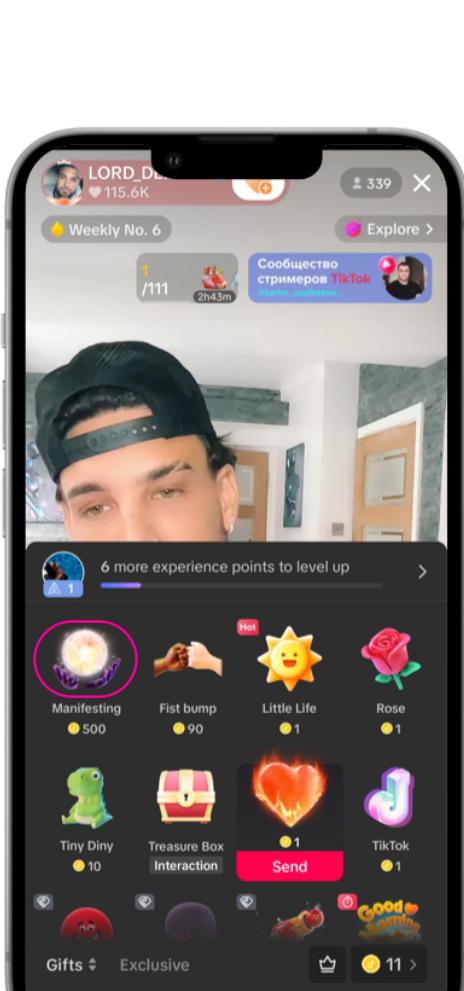 LORD_DE
115.6K
339
Weekly No. 6
Explore
1
/111
2h43m
Сообщество
стримеров TikTok
6 more experience points to level up
1
Hot
Manifesting
500
Fist bump
90
Little Life
1
Rose
1
Tiny Diny
10
Treasure Box
Interaction
1
Send
TikTok
1
Good
Gifts
Exclusive
11